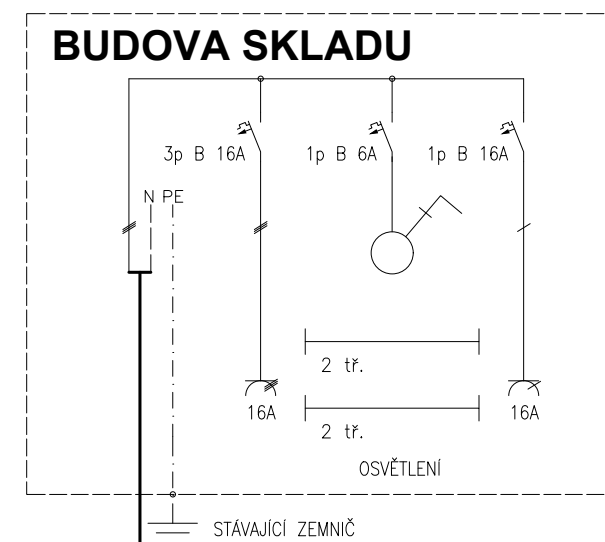 BUDOVA SKLADU
3p B 16A
1p B 6A
1p B 16A
N PE
2 tř.
16A
16A
2 tř.
OSVĚTLENÍ
STÁVAJÍCÍ ZEMNIČ